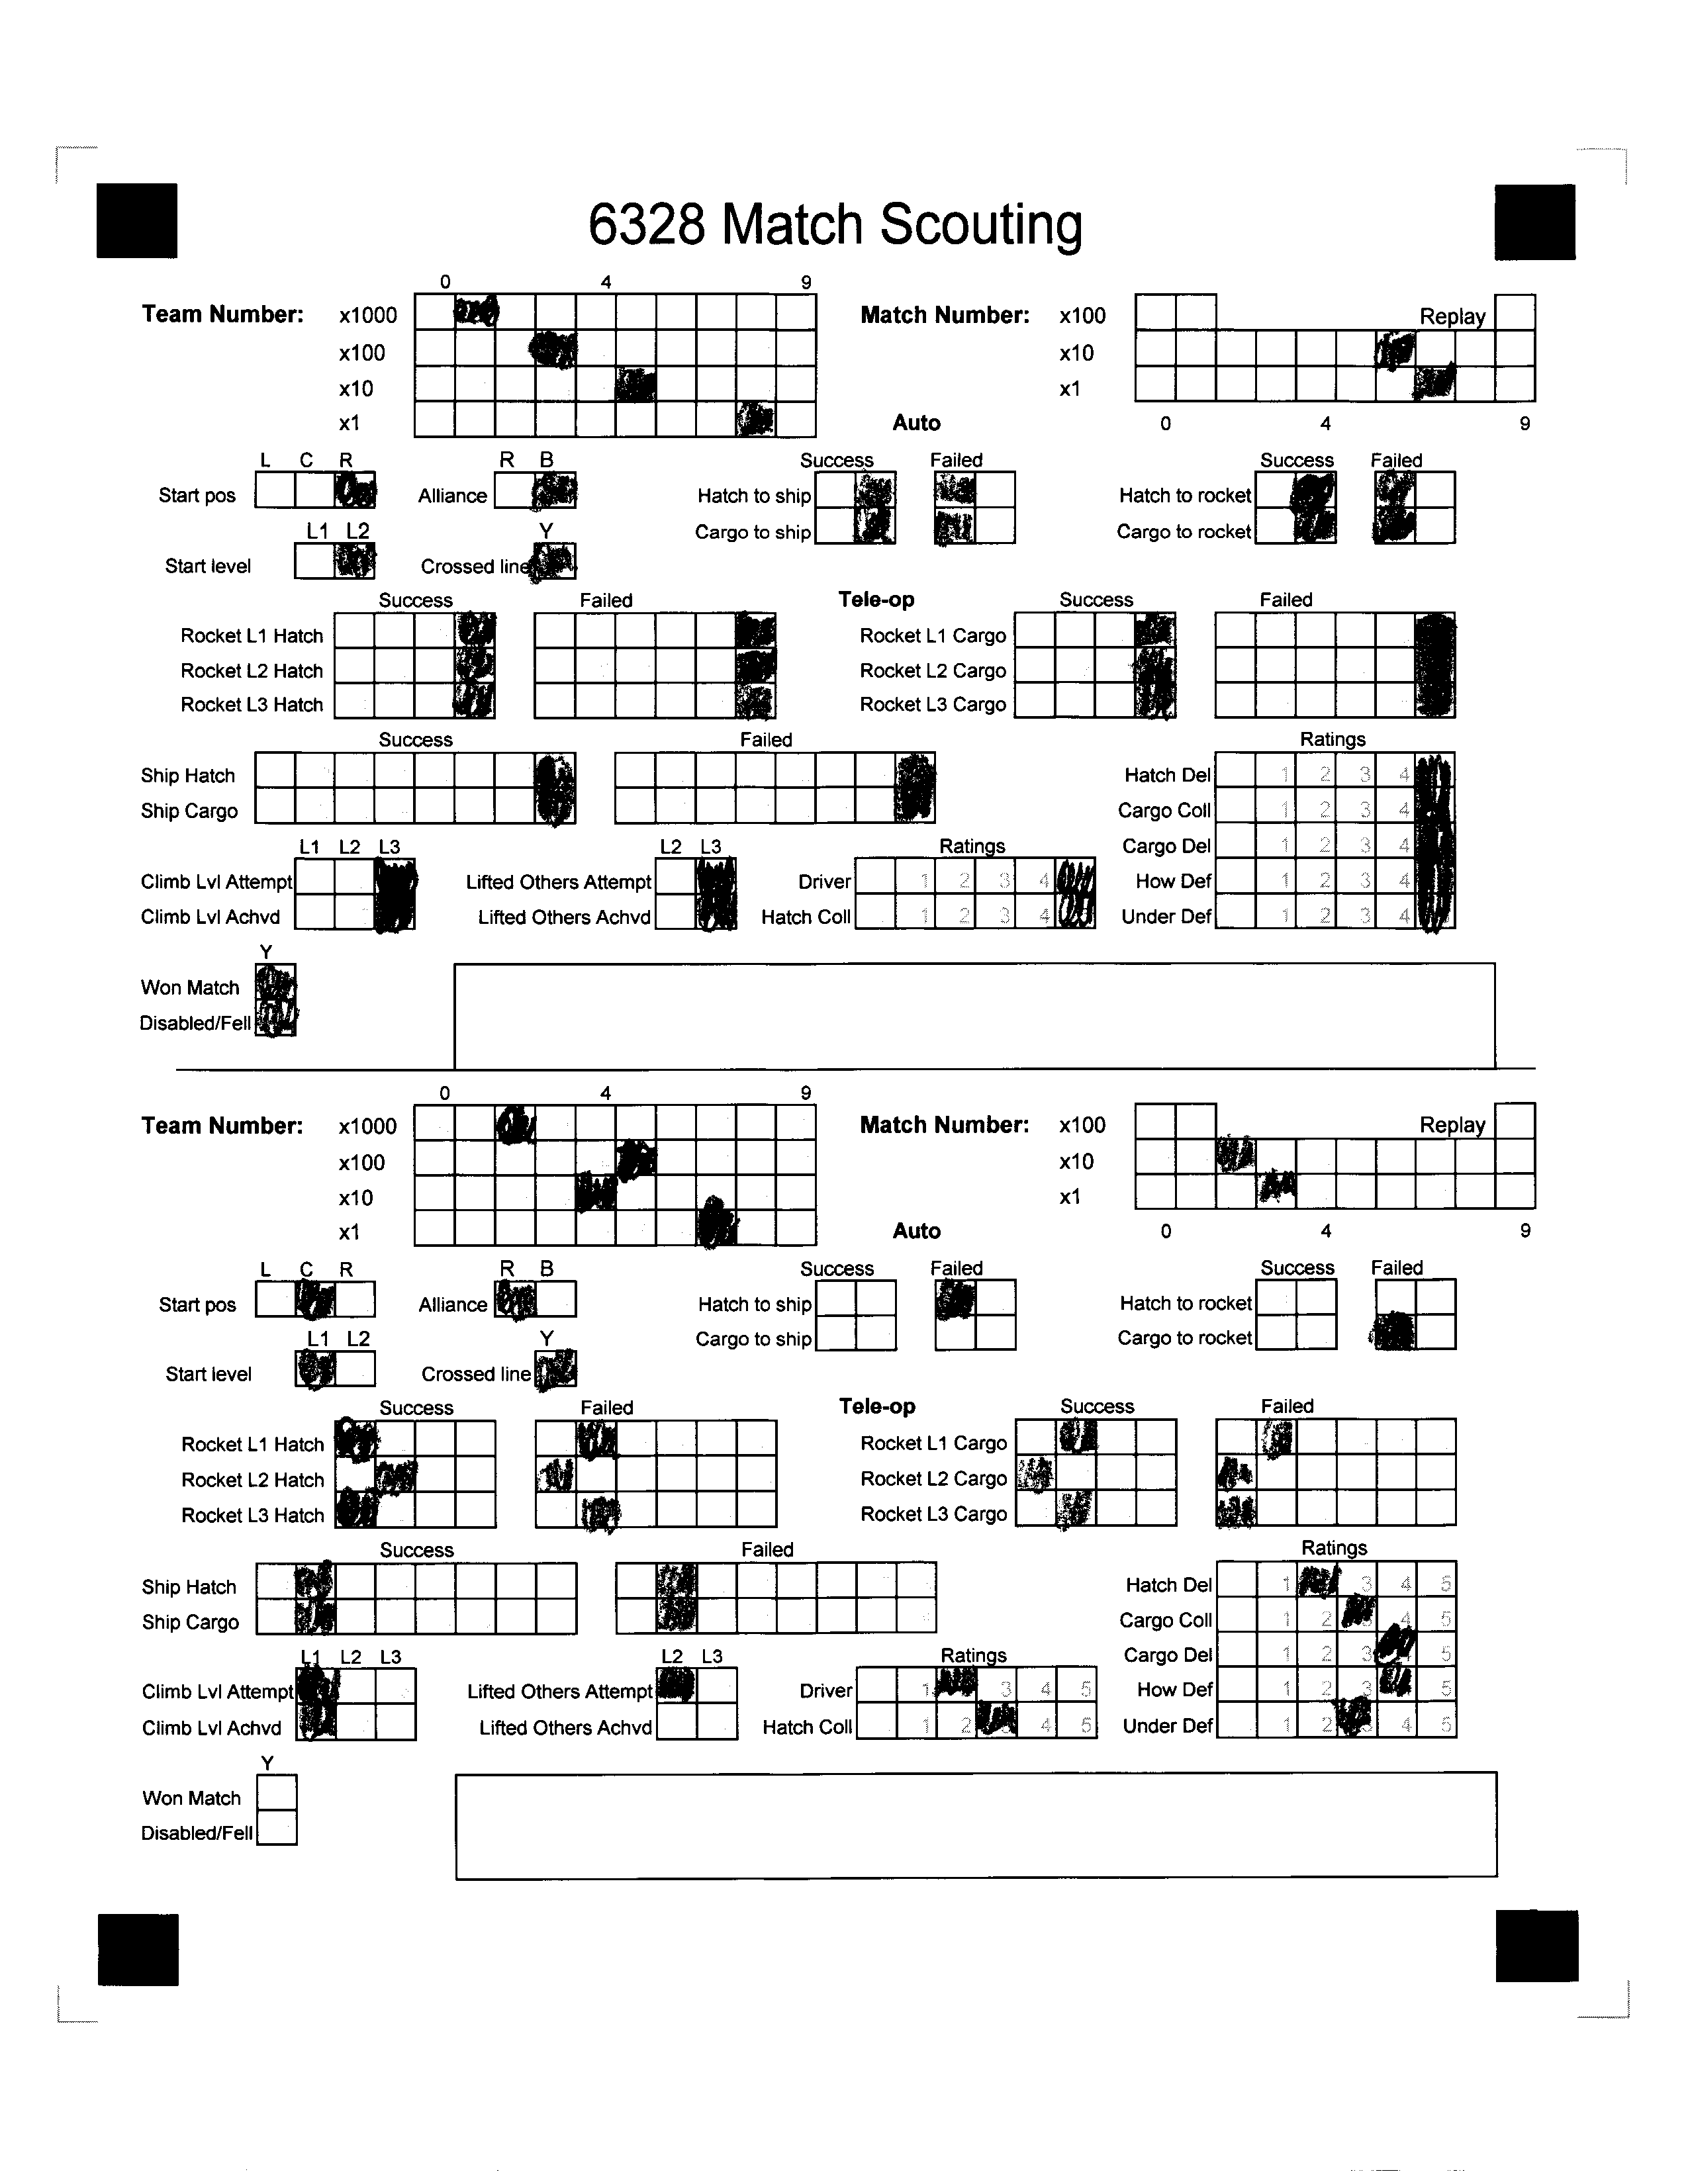 6328 Match Scouting
0 4 9
Team Number: x1000 Match Number: x100 Replay
x100 x10
x10 x1
x1 Auto 0 4 9
L C R R B Success Failed Success Failed
Start pos Alliance Hatch to ship Hatch to rocket
L1 L2 Y Cargo to ship Cargo to rocket
Start level Crossed line
Success Failed Tele-op Success Failed
Rocket L1 Hatch Rocket L1 Cargo
Rocket L2 Hatch Rocket L2 Cargo
Rocket L3 Hatch Rocket L3 Cargo
Success Failed Ratings
Ship Hatch Hatch Del 1 2 3 4
Ship Cargo Cargo Coll 1 2 3 4
L1 L2 L3 L2 L3 Ratings Cargo Del 1 2 3 4
Climb Lvl Attempt Lifted Others Attempt Driver 1 2 3 4 How Def 1 2 3 4
Climb Lvl Achvd Lifted Others Achvd Hatch Coll 1 2 3 4 Under Def 1 2 3 4
Y
Won Match
Disabled/Fell
0 4 9
Team Number: x1000 Match Number: x100 Replay
x100 x10
x10 x1
x1 Auto 0 4 9
L C R R B Success Failed Success Failed
Start pos Alliance Hatch to ship Hatch to rocket
L1 L2 Y Cargo to ship Cargo to rocket
Start level Crossed line
Success Failed Tele-op Success Failed
Rocket L1 Hatch Rocket L1 Cargo
Rocket L2 Hatch Rocket L2 Cargo
Rocket L3 Hatch Rocket L3 Cargo
Success Failed Ratings
Ship Hatch Hatch Del 1 3 4 5
Ship Cargo Cargo Coll 1 2 4 5
L1 L2 L3 L2 L3 Ratings Cargo Del 1 2 3 5
Climb Lvl Attempt Lifted Others Attempt Driver 1 3 4 5 How Def 1 2 3 5
Climb Lvl Achvd Lifted Others Achvd Hatch Coll 1 2 4 5 Under Def 1 2 4 5
Y
Won Match
Disabled/Fell